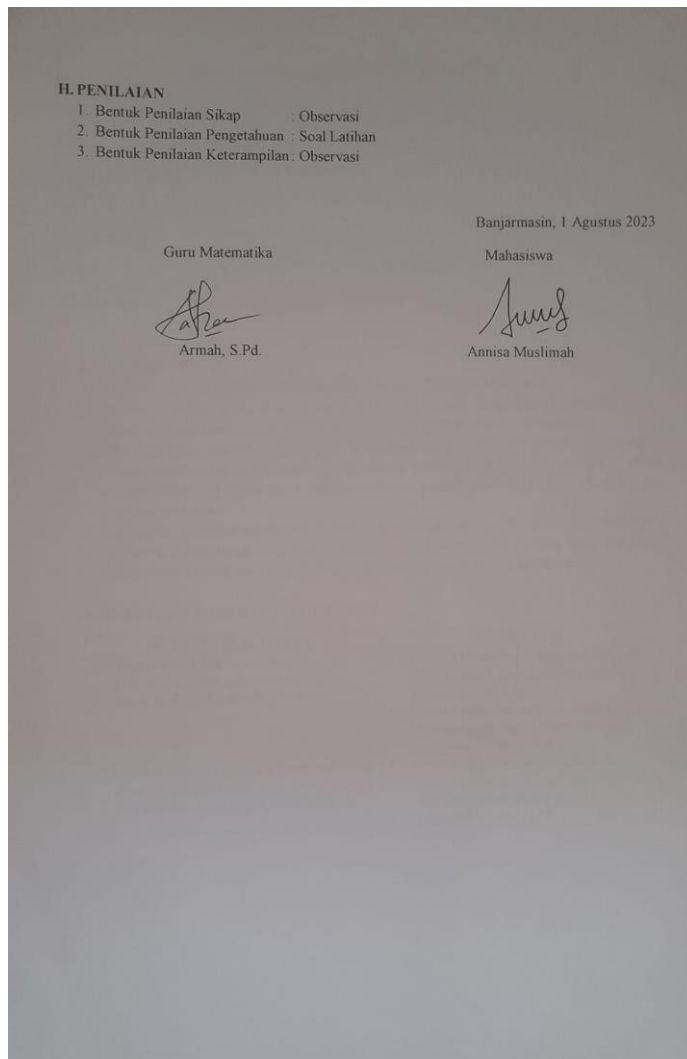 H. PENILAIAN
1. Bentuk Penilaian Sikap : Observasi
2. Bentuk Penilaian Pengetahuan : Soal Latihan
3. Bentuk Penilaian Keterampilan : Observasi
Banjarmasin, 1 Agustus 2023
Guru Matematika Mahasiswa
Armah, S.Pd. Annisa Muslimah